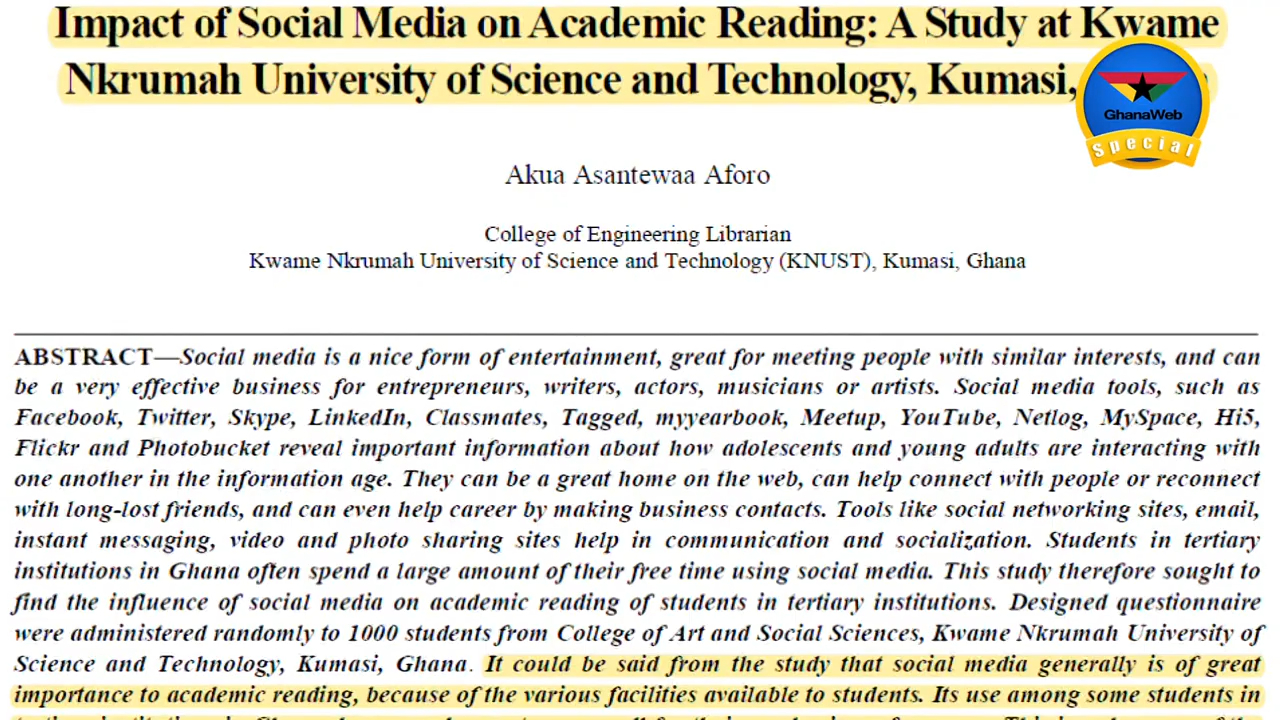 Impact of Social Media on Academic Reading: A Study at Kwame
Nkrumah University of Science and Technology, Kumasi,
GhanaWeb
Special
Akua Asantewaa Aforo
College of Engineering Librarian
Kwame Nkrumah University of Science and Technology (KNUST), Kumasi, Ghana
ABSTRACT—Social media is a nice form of entertainment, great for meeting people with similar interests, and can
be a very effective business for entrepreneurs, writers, actors, musicians or artists. Social media tools, such as
Facebook, Twitter, Skype, LinkedIn, Classmates, Tagged, myyearbook, Meetup, YouTube, Netlog, MySpace, Hi5,
Flickr and Photobucket reveal important information about how adolescents and young adults are interacting with
one another in the information age. They can be a great home on the web, can help connect with people or reconnect
with long-lost friends, and can even help career by making business contacts. Tools like social networking sites, email,
instant messaging, video and photo sharing sites help in communication and socialization. Students in tertiary
institutions in Ghana often spend a large amount of their free time using social media. This study therefore sought to
find the influence of social media on academic reading of students in tertiary institutions. Designed questionnaire
were administered randomly to 1000 students from College of Art and Social Sciences, Kwame Nkrumah University of
Science and Technology, Kumasi, Ghana. It could be said from the study that social media generally is of great
importance to academic reading, because of the various facilities available to students. Its use among some students in